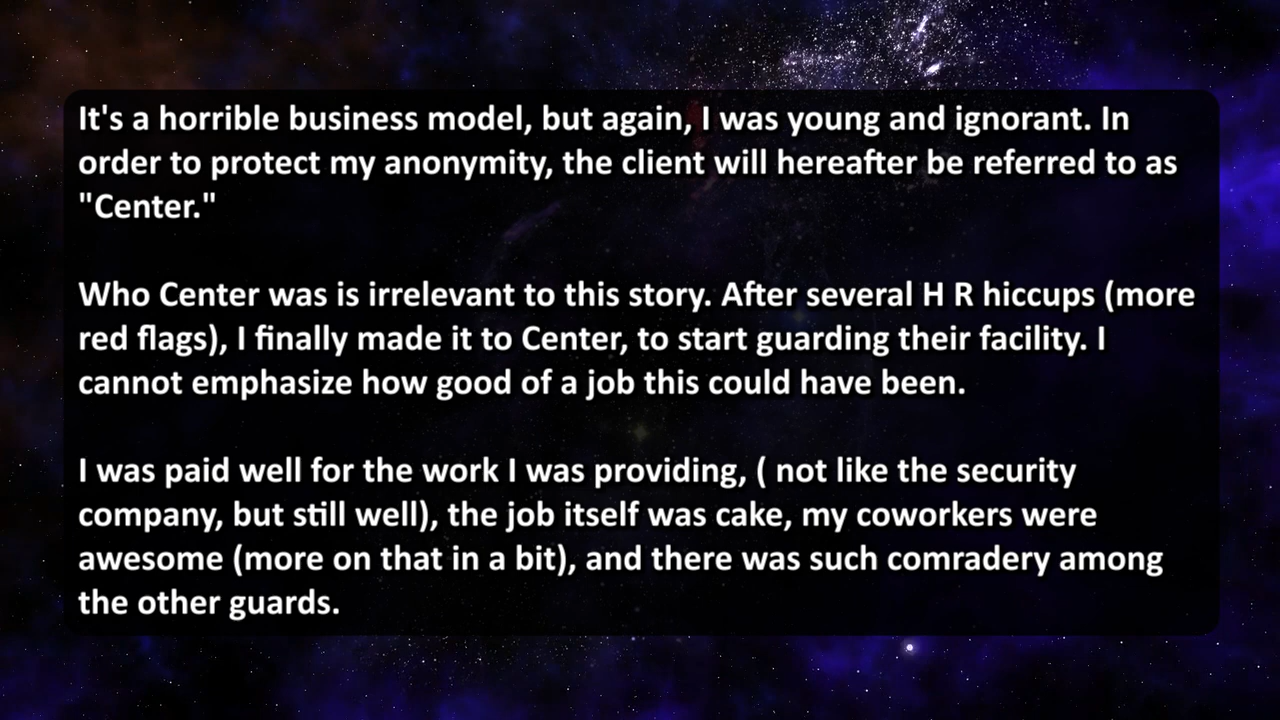 It's a horrible business model, but again, I was young and ignorant. In
order to protect my anonymity, the client will hereafter be referred to as
"Center."
Who Center was is irrelevant to this story. After several H R hiccups (more
red flags), I finally made it to Center, to start guarding their facility. I
cannot emphasize how good of a job this could have been.
I was paid well for the work I was providing, ( not like the security
company, but still well), the job itself was cake, my coworkers were
awesome (more on that in a bit), and there was such comradery among
the other guards.